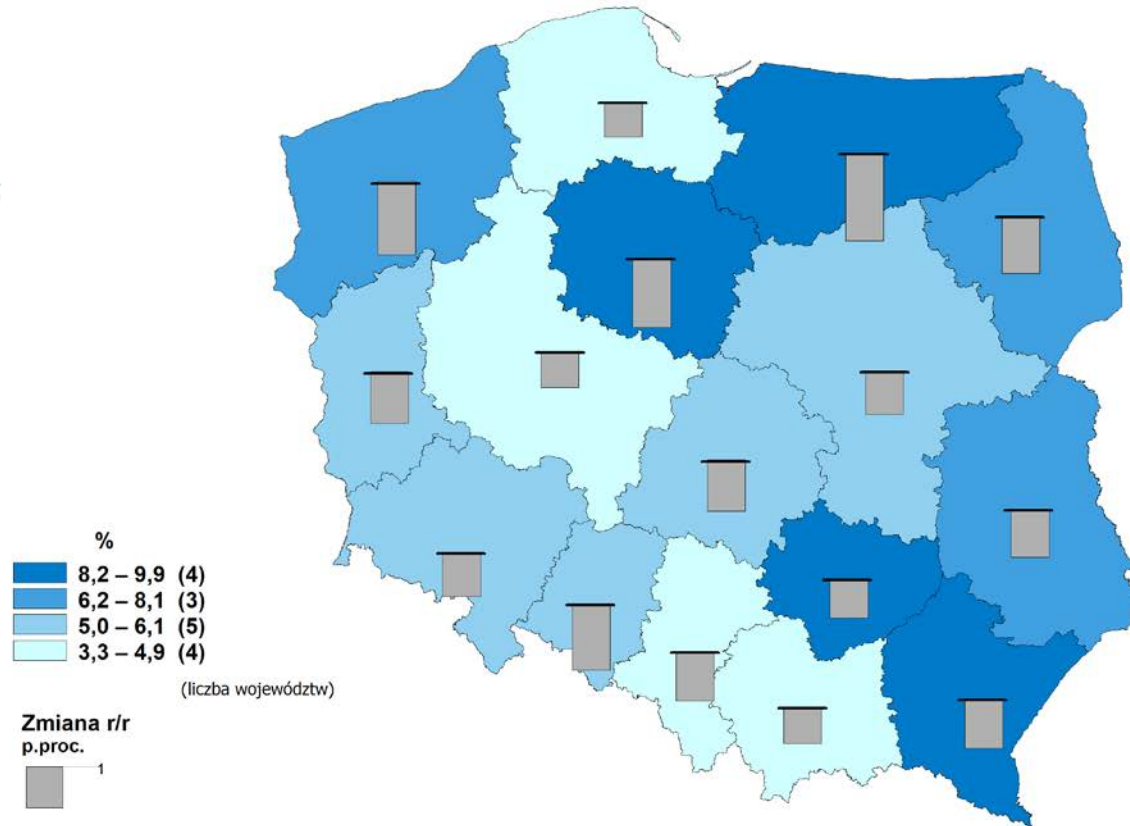 %
8,2 – 9,9 (4)
6,2 – 8,1 (3)
5,0 – 6,1 (5)
3,3 – 4,9 (4)
(liczba województw)
Zmiana r/r
p.proc.
1